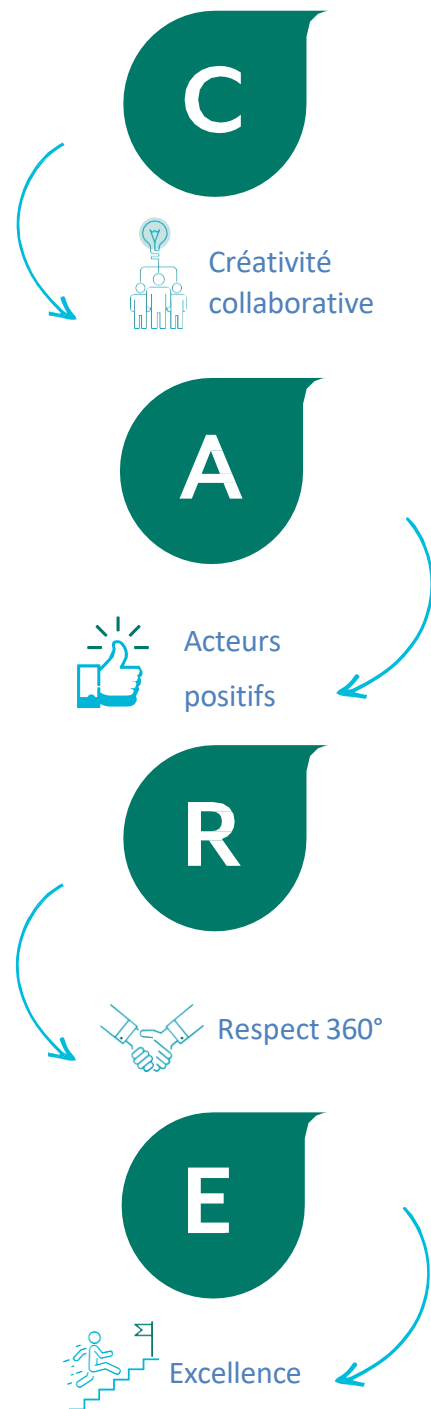 C
Créativité
collaborative
A
Acteurs
positifs
R
Respect 360°
E
Excellence